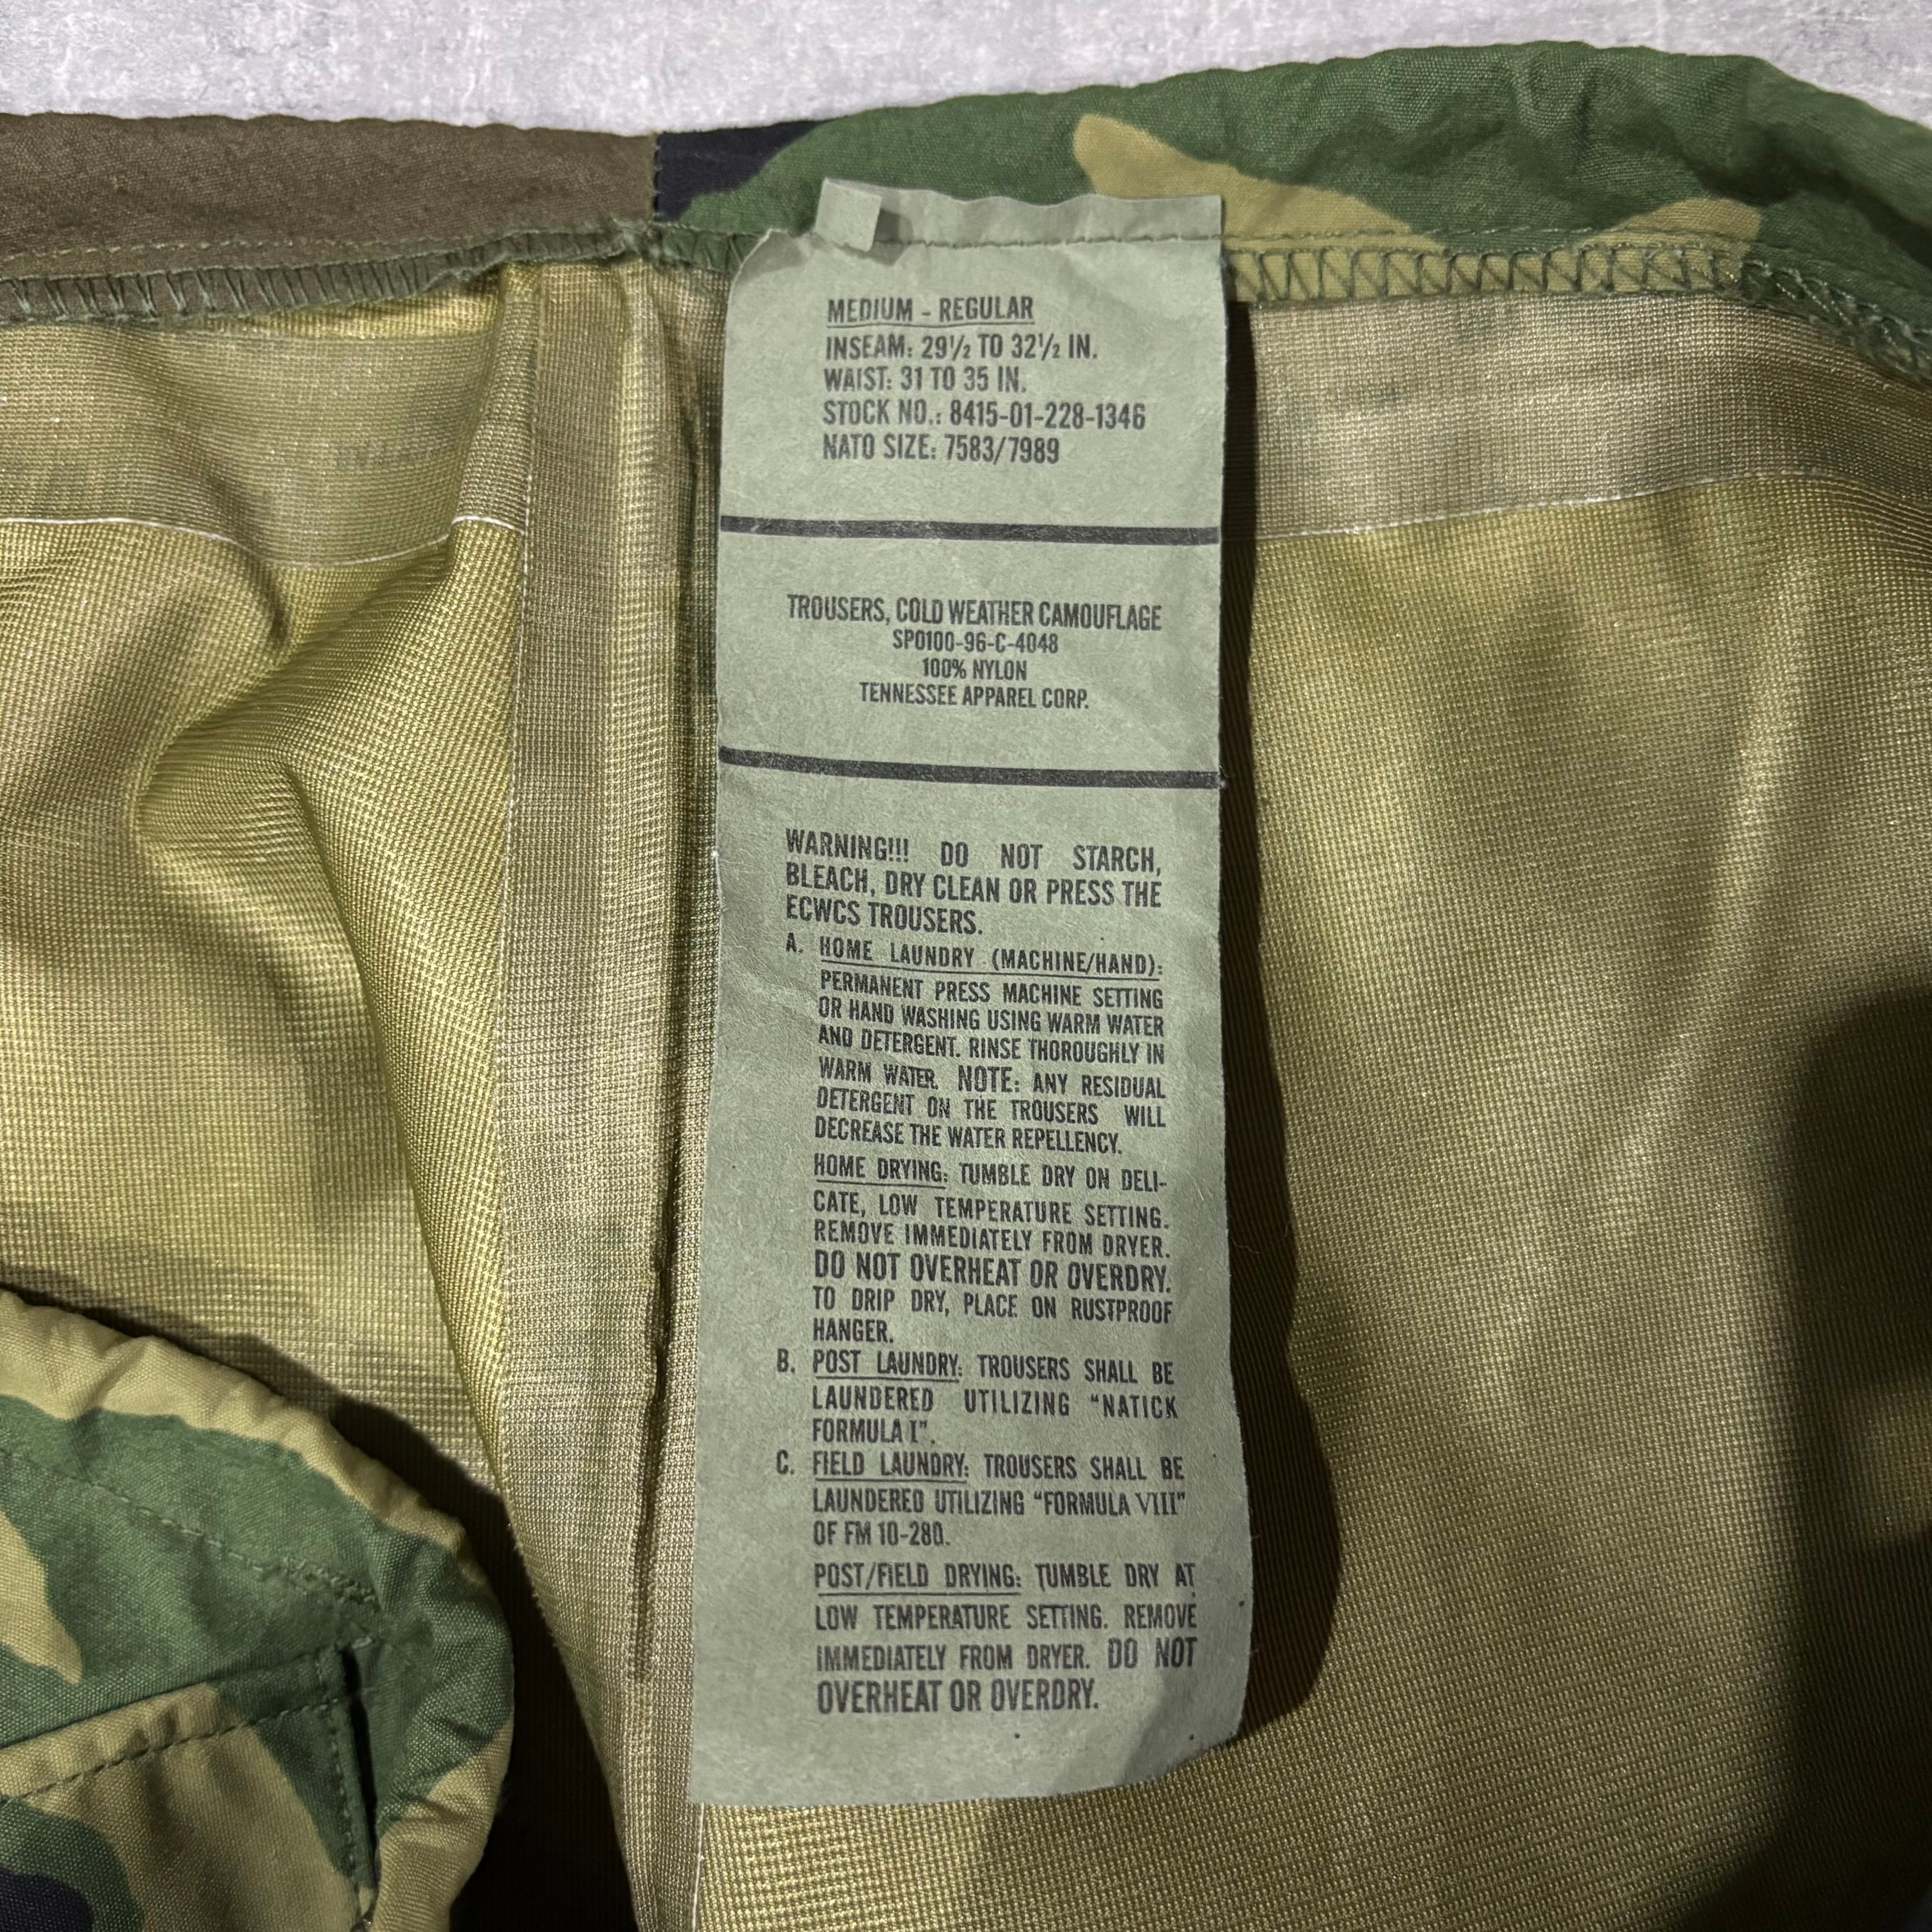 MEDIUM - REGULAR
INSEAM: 29½ TO 32½ IN.
WAIST: 31 TO 35 IN.
STOCK NO.: 8415-01-228-1346
NATO SIZE: 7583/7989
TROUSERS, COLD WEATHER CAMOUFLAGE
SPO100-96-C-4048
100% NYLON
TENNESSEE APPAREL CORP.
WARNING!!! DO NOT STARCH,
BLEACH, DRY CLEAN OR PRESS THE
ECWCS TROUSERS.
A. HOME LAUNDRY (MACHINE/HAND):
PERMANENT PRESS MACHINE SETTING
OR HAND WASHING USING WARM WATER
AND DETERGENT. RINSE THOROUGHLY IN
WARM WATER. NOTE: ANY RESIDUAL
DETERGENT ON THE TROUSERS WILL
DECREASE THE WATER REPELLENCY.
HOME DRYING: TUMBLE DRY ON DELI-
CATE, LOW TEMPERATURE SETTING.
REMOVE IMMEDIATELY FROM DRYER.
DO NOT OVERHEAT OR OVERDRY.
TO DRIP DRY, PLACE ON RUSTPROOF
HANGER.
B. POST LAUNDRY: TROUSERS SHALL BE
LAUNDERED UTILIZING “NATICK
FORMULA I”.
C. FIELD LAUNDRY: TROUSERS SHALL BE
LAUNDERED UTILIZING “FORMULA VIII”
OF FM 10-280.
POST/FIELD DRYING: TUMBLE DRY AT
LOW TEMPERATURE SETTING. REMOVE
IMMEDIATELY FROM DRYER. DO NOT
OVERHEAT OR OVERDRY.